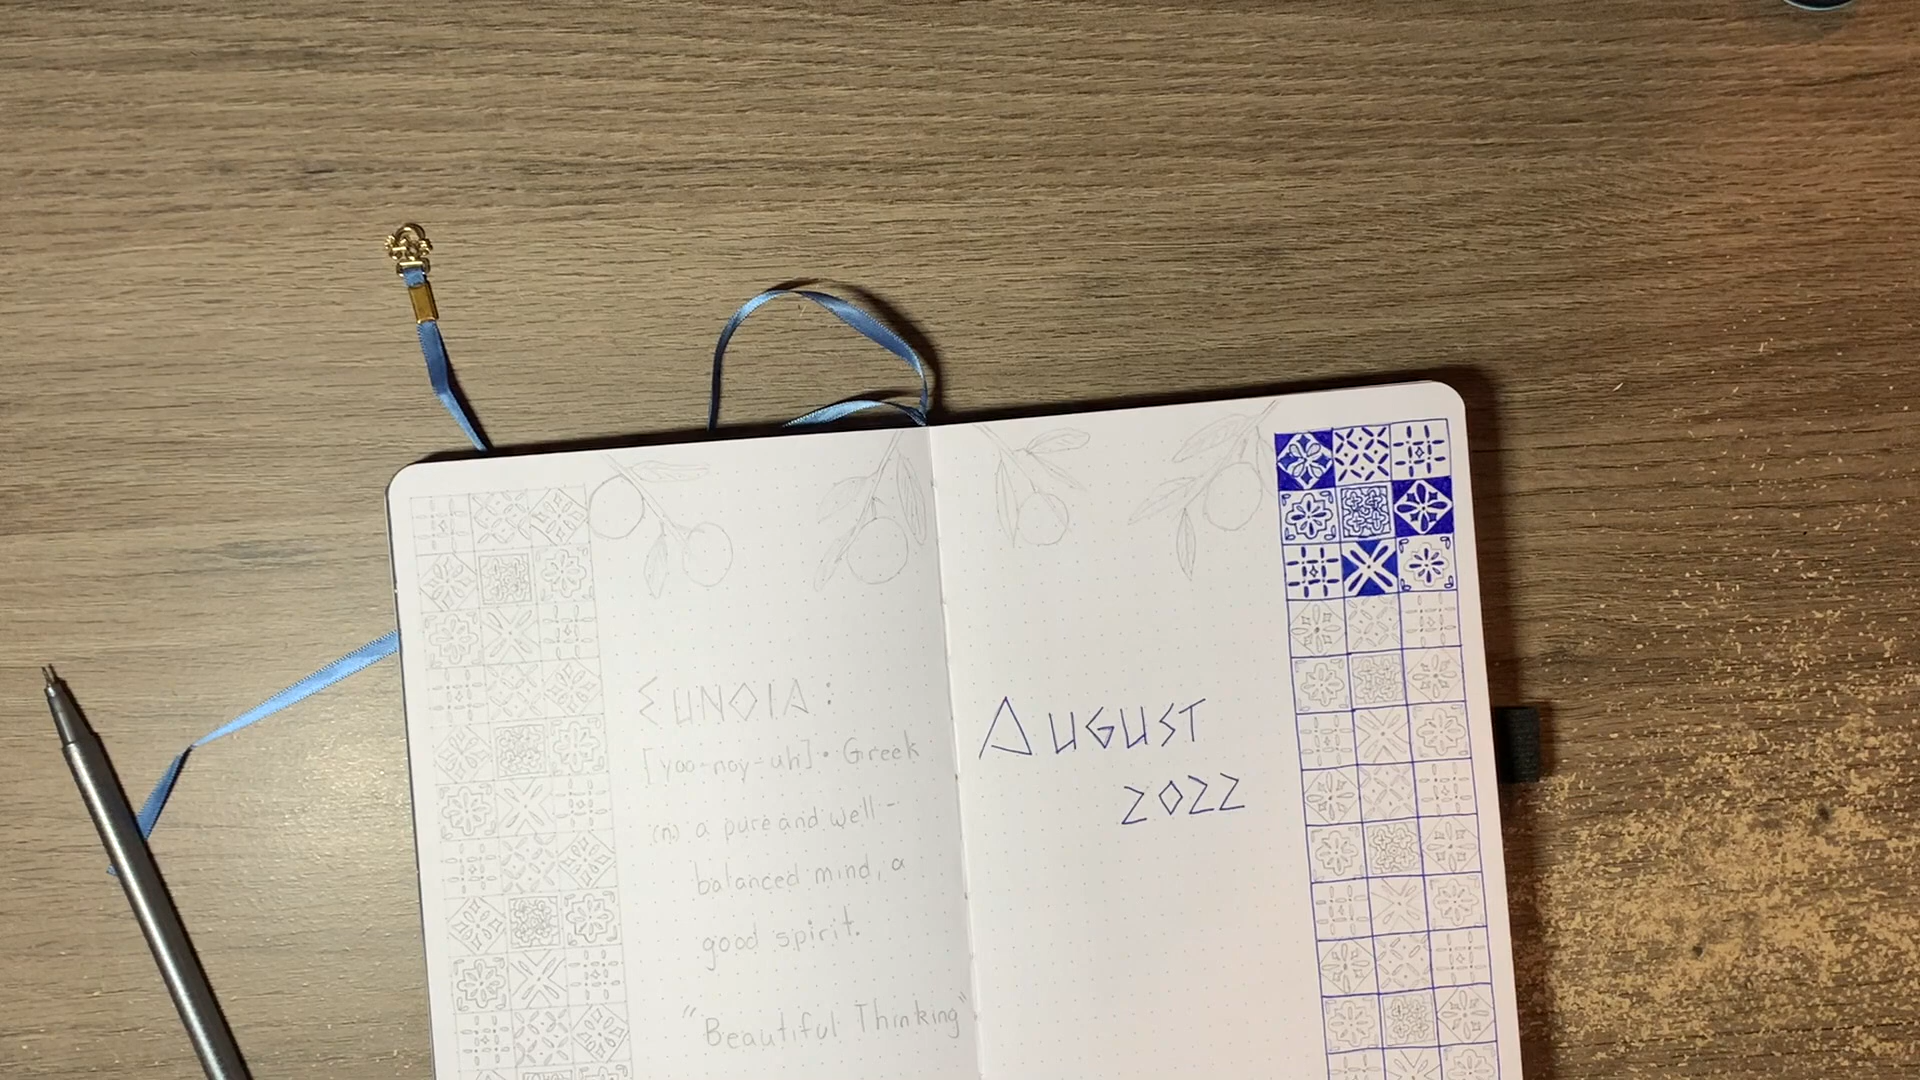 EUNOIA:
[yoo-noy-uh] • Greek
(n) a pure and well-
balanced mind, a
good spirit.
"Beautiful Thinking"
AUGUST
2022